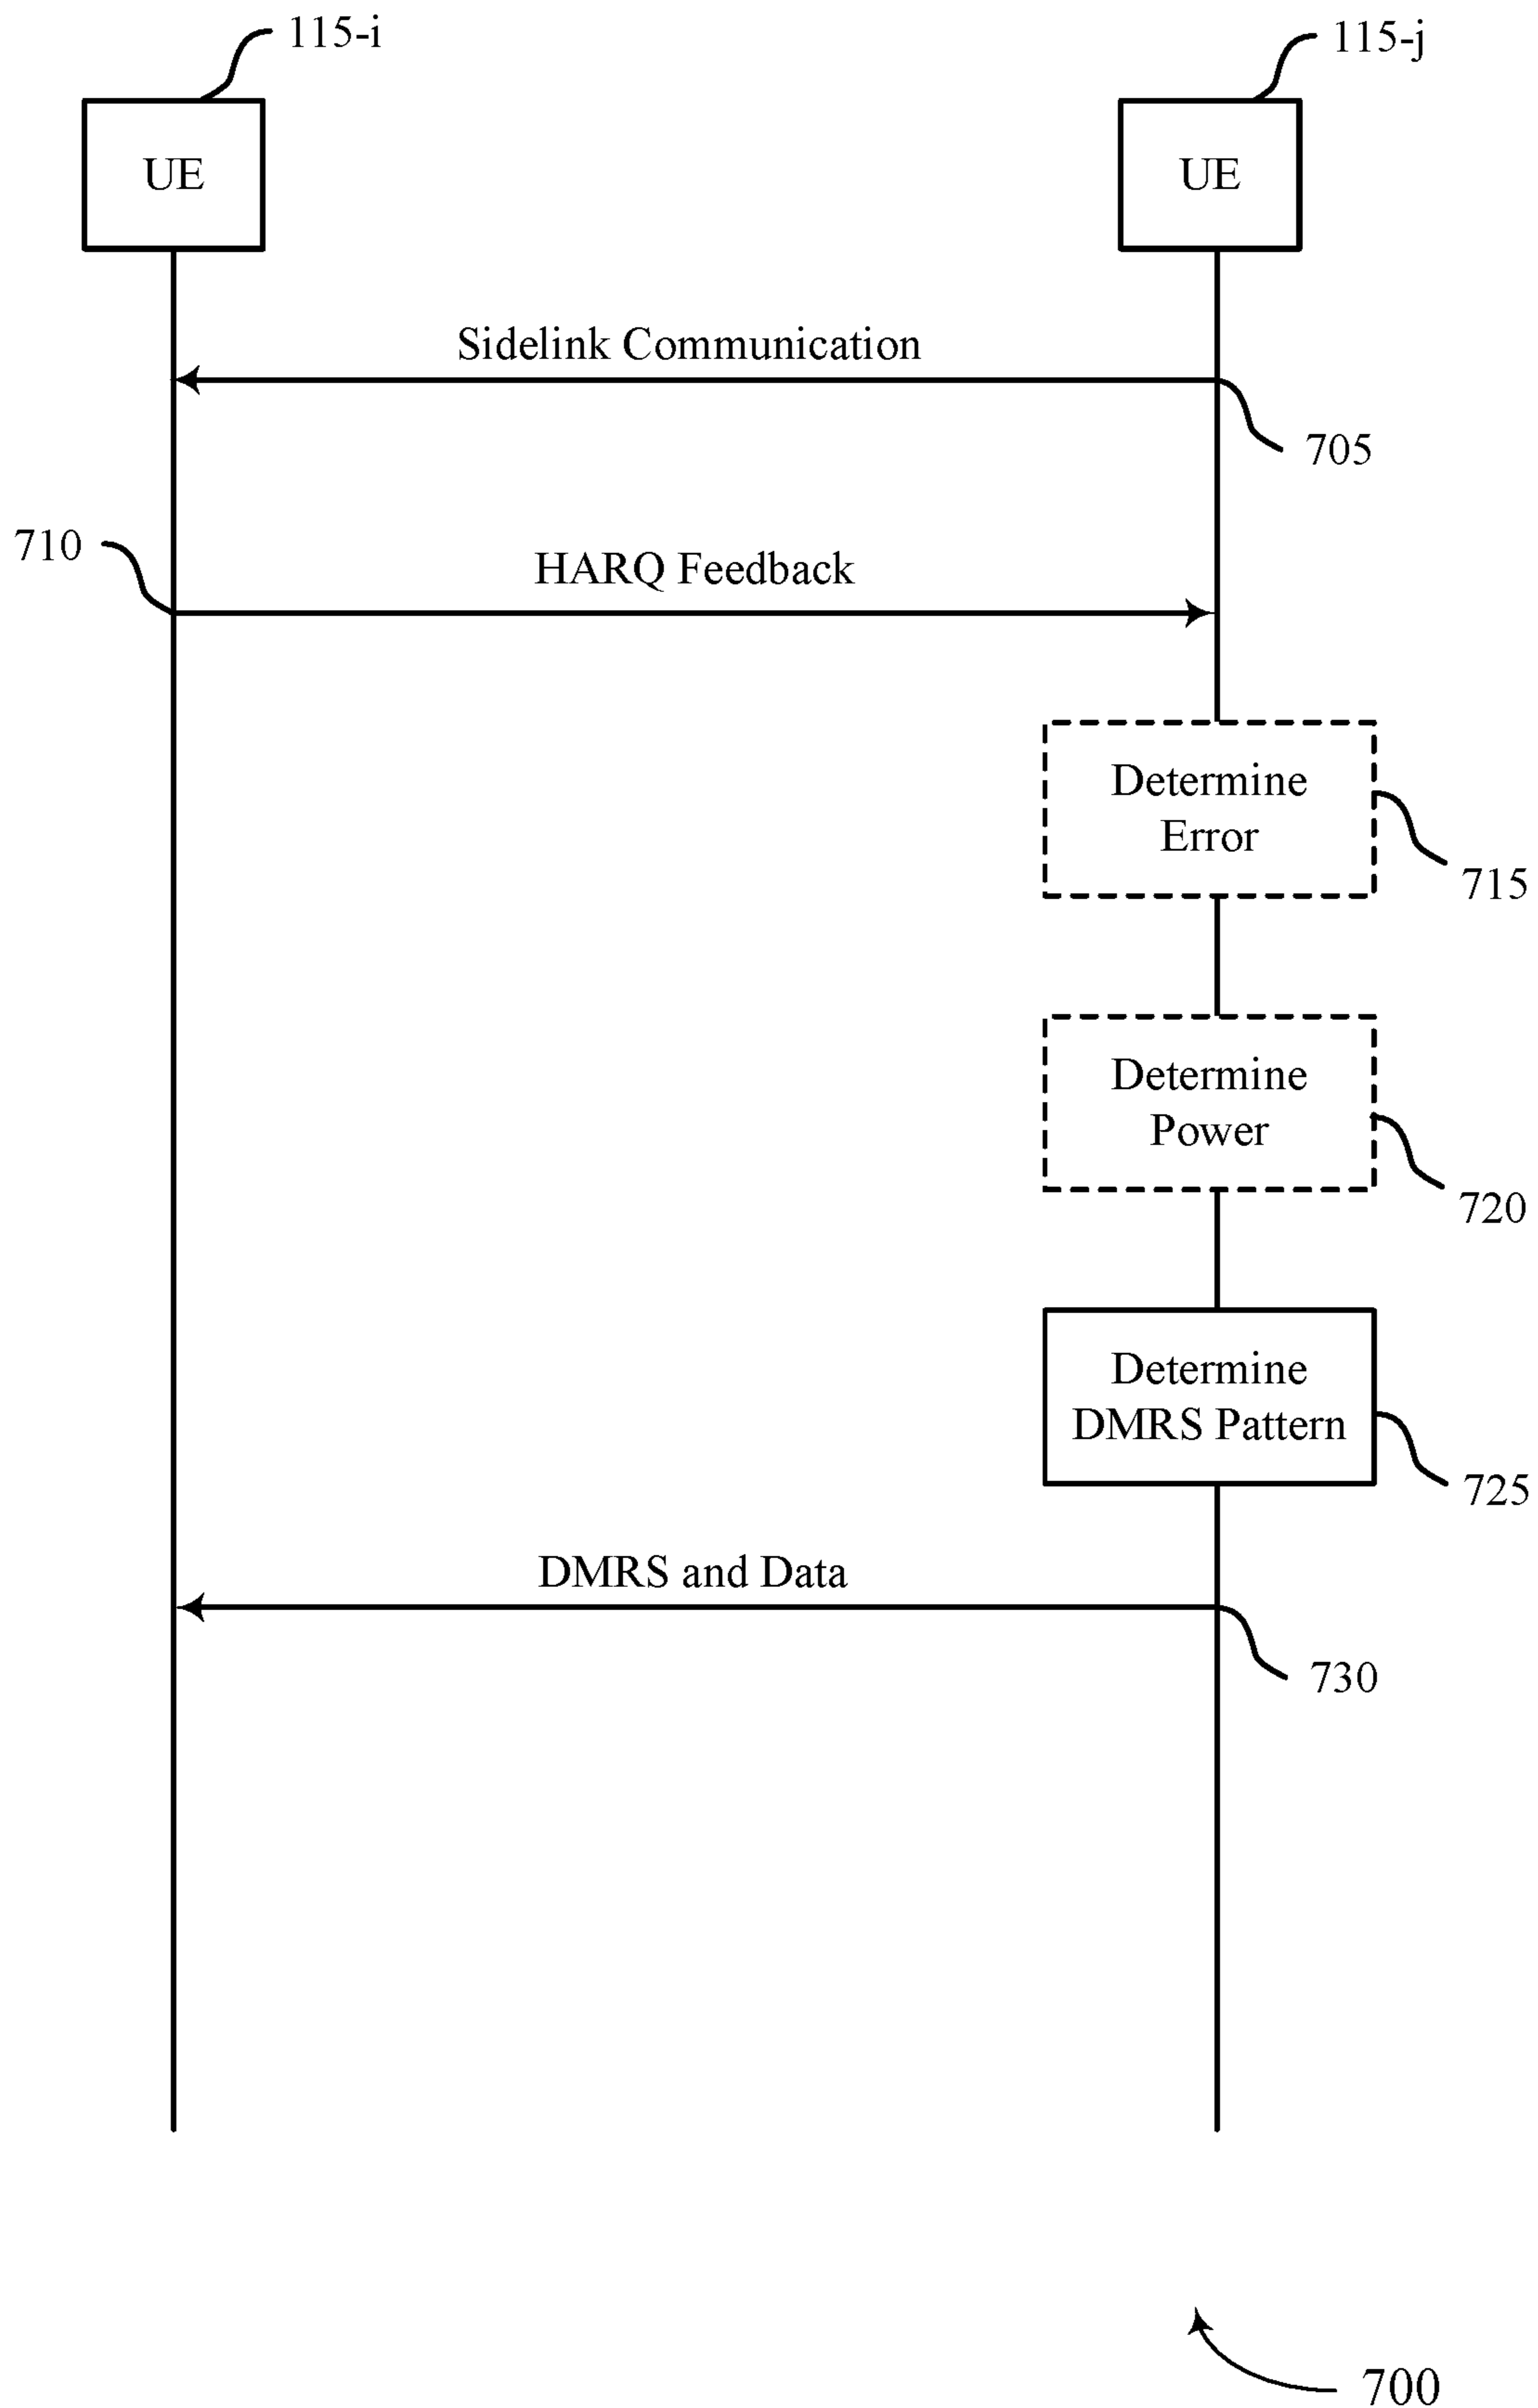 115-i
115-j
UE
UE
Sidelink Communication
705
710
HARQ Feedback
Determine
Error
715
Determine
Power
720
Determine
DMRS Pattern
725
DMRS and Data
730
700